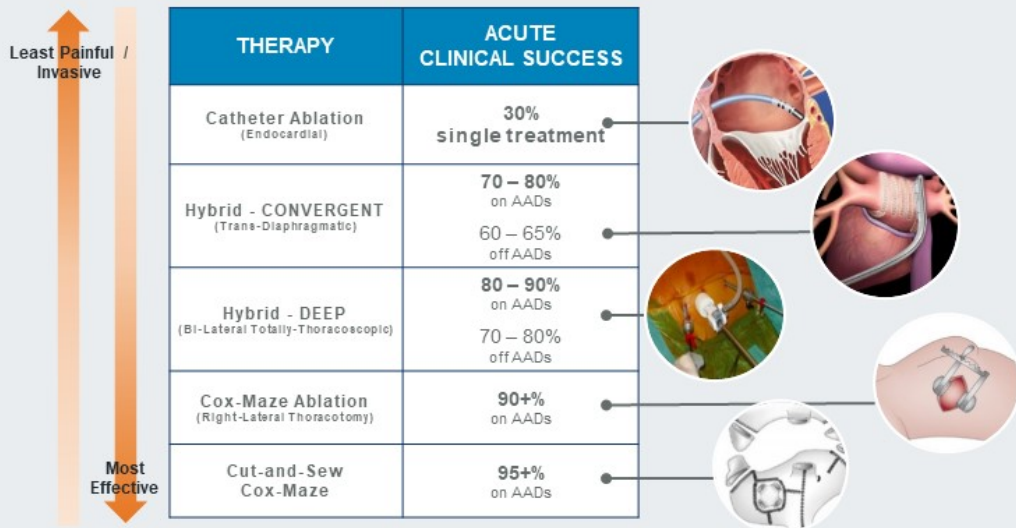 Least Painful /
Invasive
THERAPY
ACUTE
CLINICAL SUCCESS
Catheter Ablation
(Endocardial)
30%
single treatment
Hybrid - CONVERGENT
(Trans-Diaphragmatic)
70 – 80%
on AADs
60 – 65%
off AADs
Hybrid - DEEP
(Bi-Lateral Totally-Thoracoscopic)
80 – 90%
on AADs
70 – 80%
off AADs
Cox-Maze Ablation
(Right-Lateral Thoracotomy)
90+%
on AADs
Cut-and-Sew
Cox-Maze
95+%
on AADs
Most
Effective